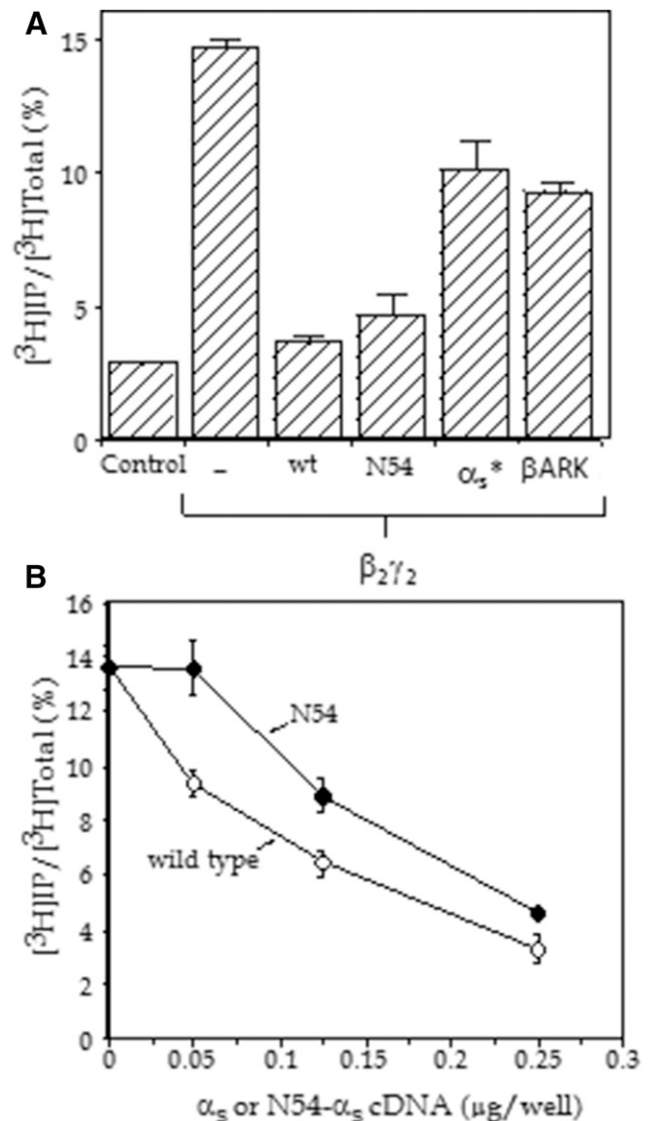 A
[³H]IP/[³H]Total (%)
15
10
5
0
Control – wt N54 αₛ* βARK
β₂γ₂
B
[³H]IP/[³H]Total (%)
16
14
12
10
8
6
4
2
0
N54
wild type
0 0.05 0.1 0.15 0.2 0.25 0.3
αₛ or N54-αₛ cDNA (µg/well)